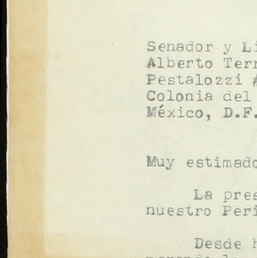 Senador y Li
Alberto Terr
Pestalozzi #
Colonia del
México, D.F.
Muy estimado
La pres
nuestro Peri
Desde h